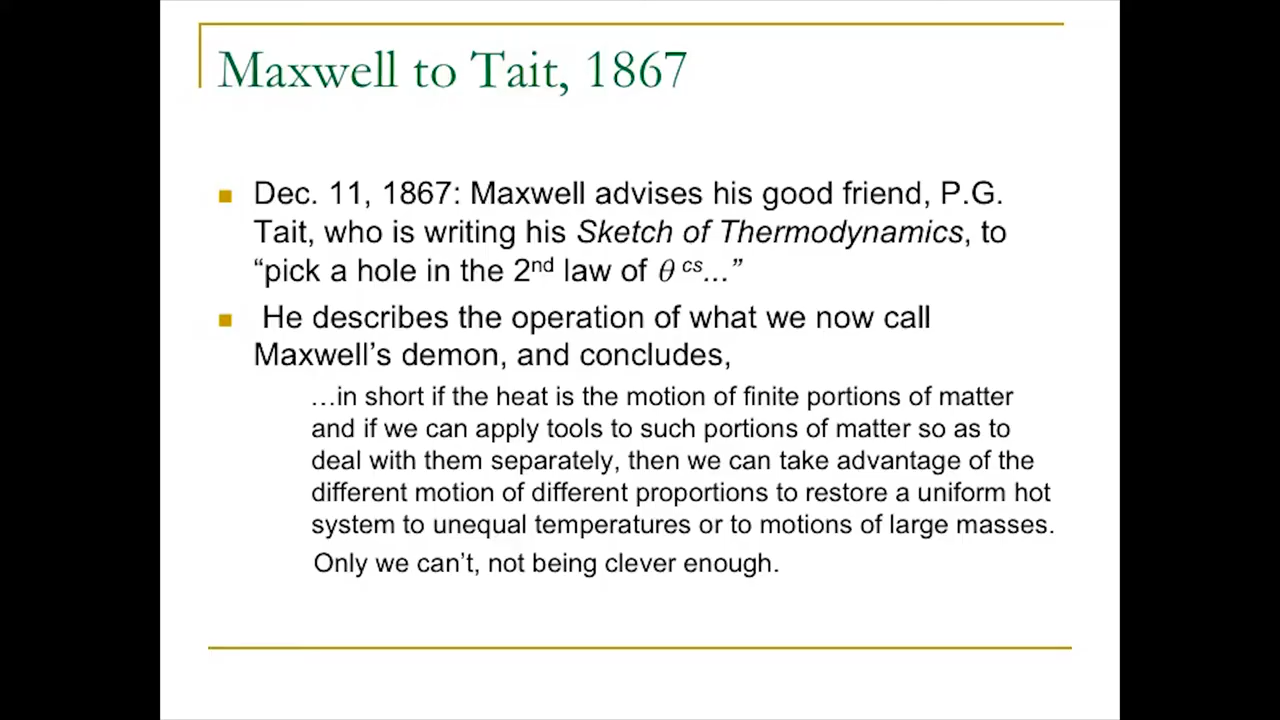 Maxwell to Tait, 1867
Dec. 11, 1867: Maxwell advises his good friend, P.G.
Tait, who is writing his Sketch of Thermodynamics, to
“pick a hole in the 2nd law of θ cs...”
He describes the operation of what we now call
Maxwell’s demon, and concludes,
…in short if the heat is the motion of finite portions of matter
and if we can apply tools to such portions of matter so as to
deal with them separately, then we can take advantage of the
different motion of different proportions to restore a uniform hot
system to unequal temperatures or to motions of large masses.
Only we can’t, not being clever enough.